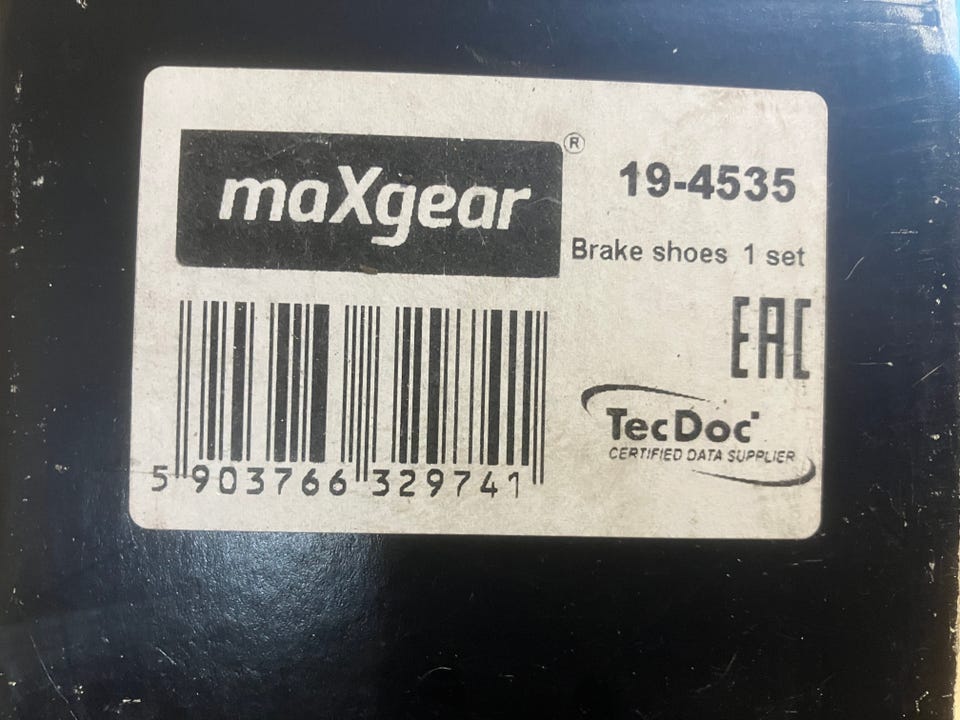 maXgear®
19-4535
Brake shoes 1 set
EAC
TecDoc
CERTIFIED DATA SUPPLIER
5 903766 329741